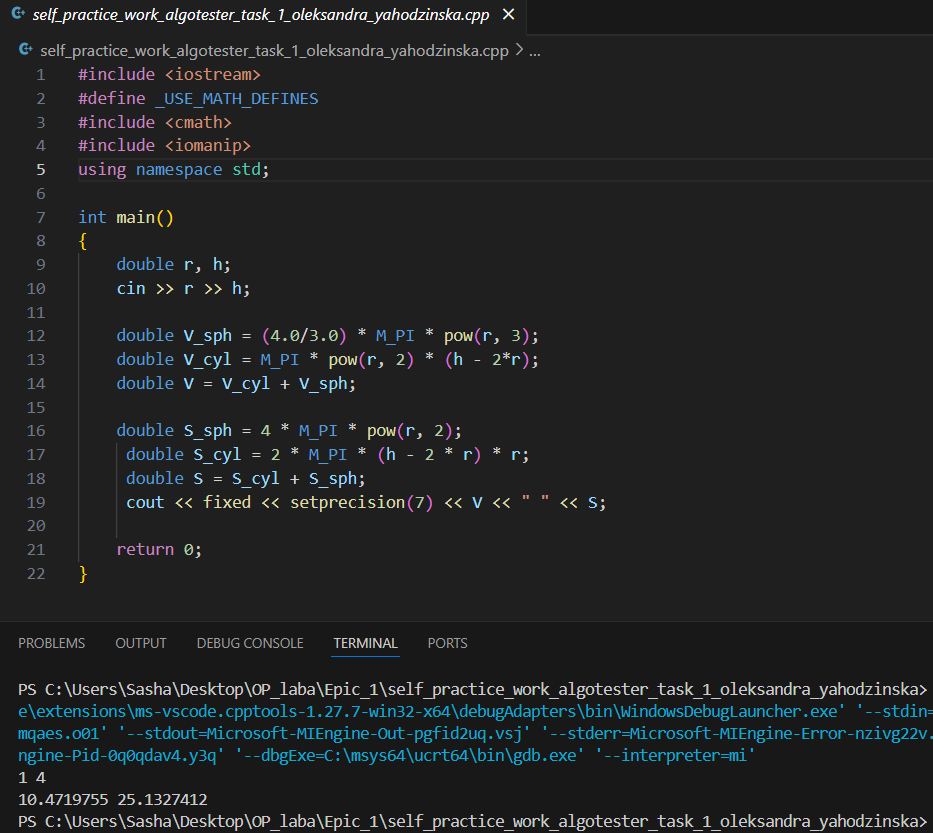 self_practice_work_algotester_task_1_oleksandra_yahodzinska.cpp
self_practice_work_algotester_task_1_oleksandra_yahodzinska.cpp > ...
1 #include <iostream>
2 #define _USE_MATH_DEFINES
3 #include <cmath>
4 #include <iomanip>
5 using namespace std;
6
7 int main()
8 {
9     double r, h;
10     cin >> r >> h;
11
12     double V_sph = (4.0/3.0) * M_PI * pow(r, 3);
13     double V_cyl = M_PI * pow(r, 2) * (h - 2*r);
14     double V = V_cyl + V_sph;
15
16     double S_sph = 4 * M_PI * pow(r, 2);
17      double S_cyl = 2 * M_PI * (h - 2 * r) * r;
18      double S = S_cyl + S_sph;
19      cout << fixed << setprecision(7) << V << " " << S;
20
21     return 0;
22 }
PROBLEMS OUTPUT DEBUG CONSOLE TERMINAL PORTS
PS C:\Users\Sasha\Desktop\OP_laba\Epic_1\self_practice_work_algotester_task_1_oleksandra_yahodzinska>
e\extensions\ms-vscode.cpptools-1.27.7-win32-x64\debugAdapters\bin\WindowsDebugLauncher.exe' '--stdin=
mqaes.o01' '--stdout=Microsoft-MIEngine-Out-pgfid2uq.vsj' '--stderr=Microsoft-MIEngine-Error-nzivg22v.
ngine-Pid-0q0qdav4.y3q' '--dbgExe=C:\msys64\ucrt64\bin\gdb.exe' '--interpreter=mi'
1 4
10.4719755 25.1327412
PS C:\Users\Sasha\Desktop\OP_laba\Epic_1\self_practice_work_algotester_task_1_oleksandra_yahodzinska>